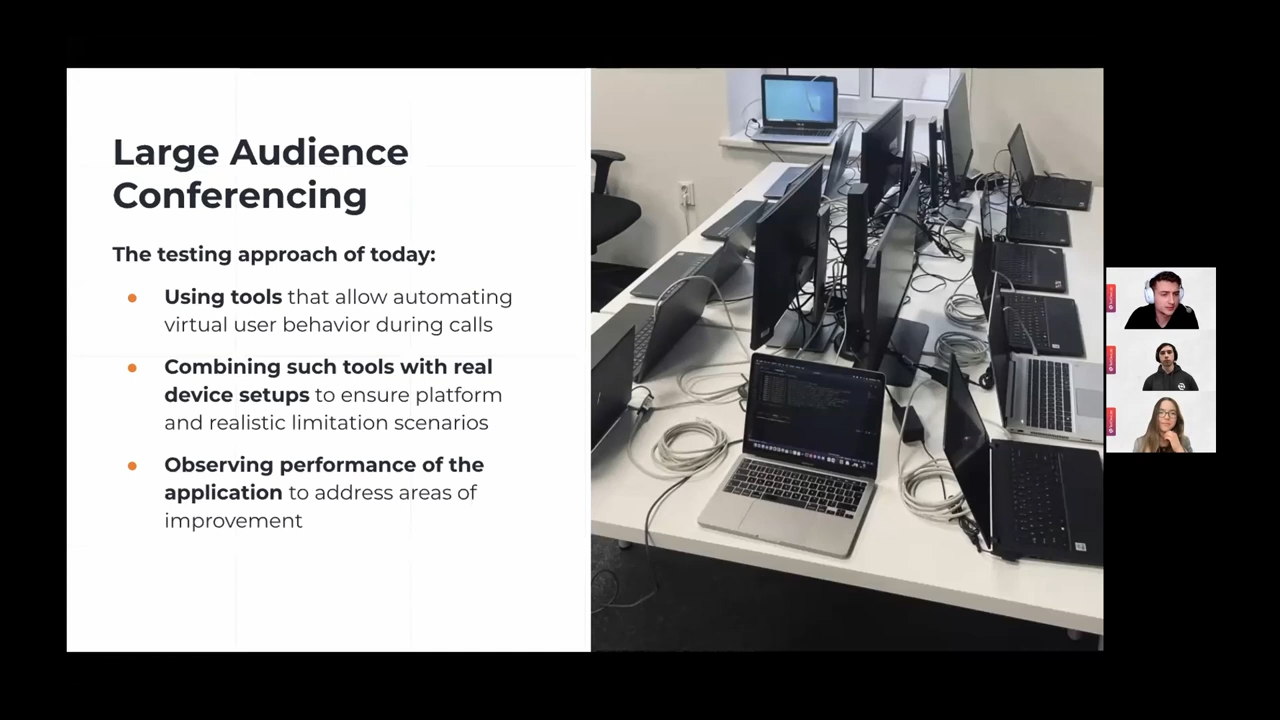 Large Audience
Conferencing
The testing approach of today:
● Using tools that allow automating
virtual user behavior during calls
● Combining such tools with real
device setups to ensure platform
and realistic limitation scenarios
● Observing performance of the
application to address areas of
improvement